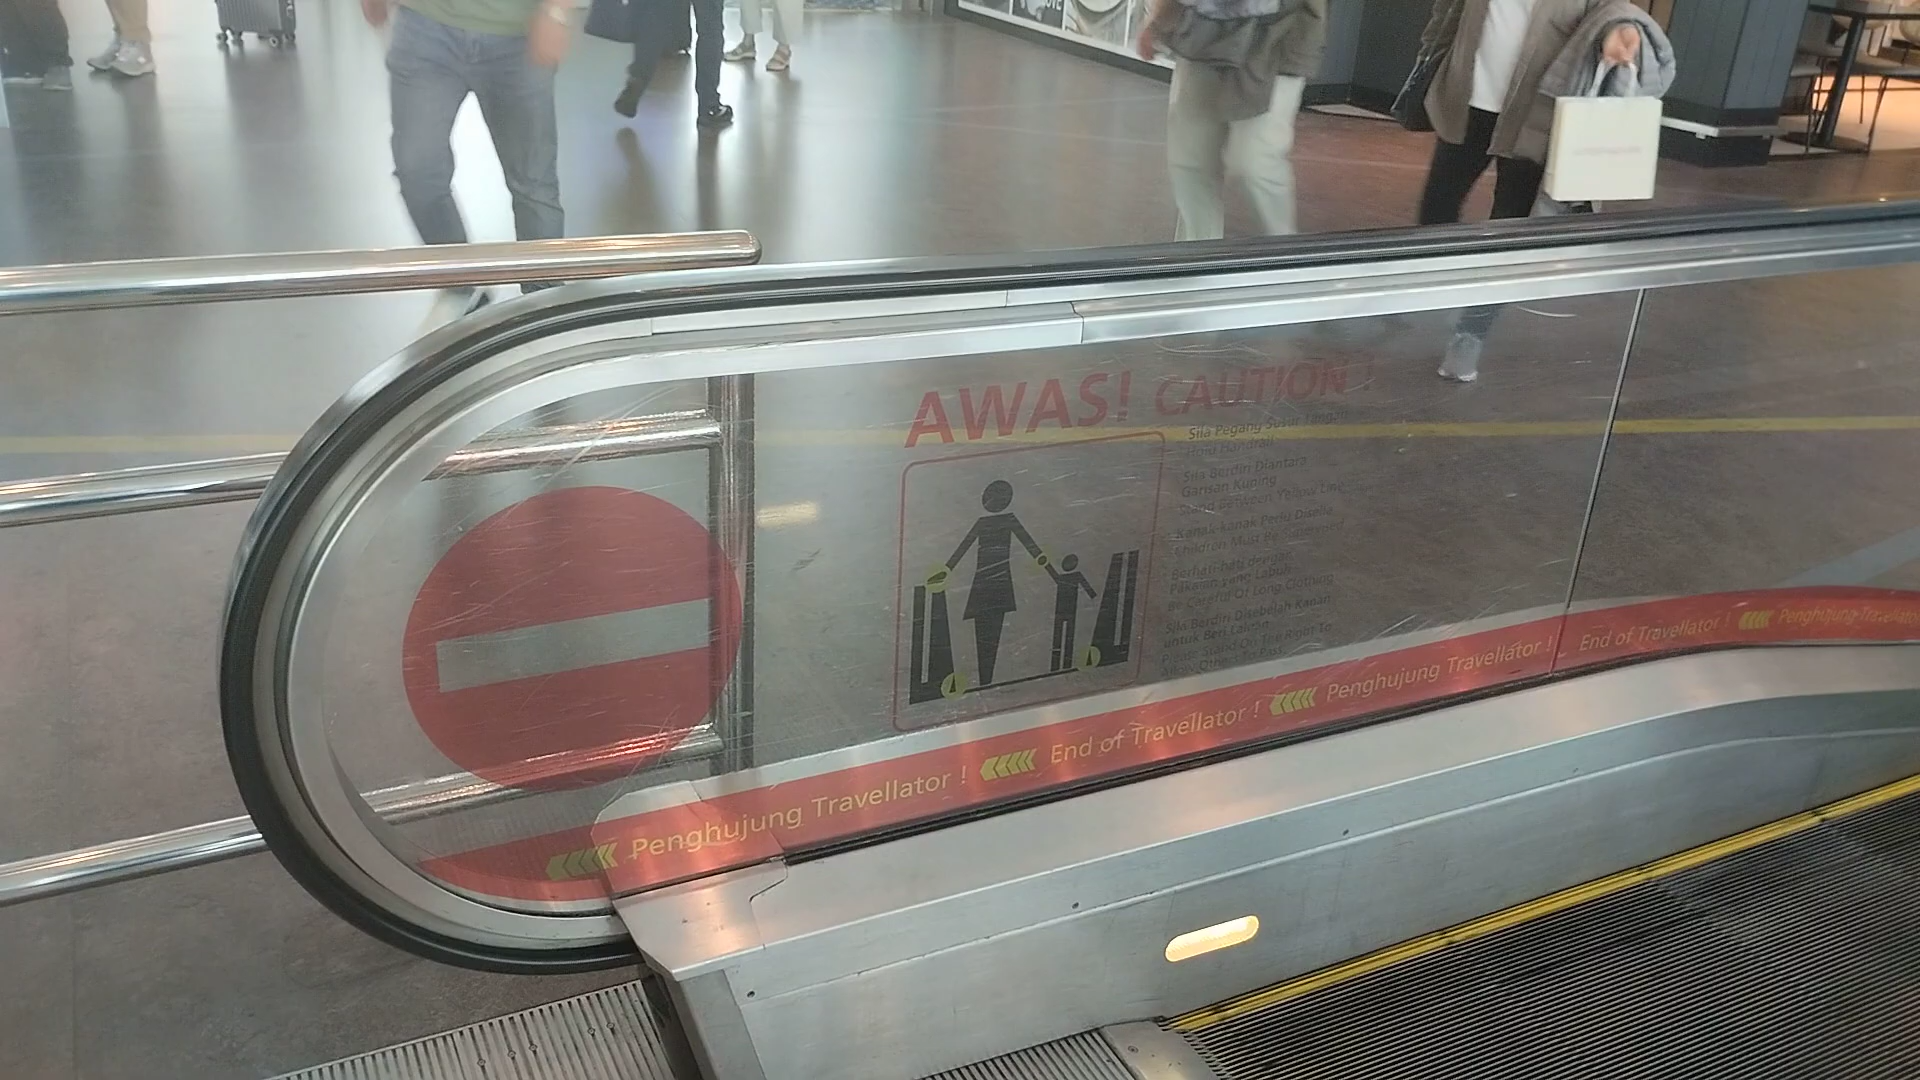 AWAS! CAUTION!
Sila Pegang Susur Tangan
Hold Handrail
Sila Berdiri Diantara
Garisan Kuning
Stand Between Yellow Line
Kanak-kanak Perlu Diselia
Children Must Be Supervised
Berhati-hati dengan
Pakaian yang Labuh
Be Careful Of Long Clothing
Sila Berdiri Disebelah Kanan
untuk Beri Laluan
Please Stand On The Right To
Allow Others To Pass
Penghujung Travellator ! End of Travellator ! Penghujung Travellator ! End of Travellator ! Penghujung Travellator